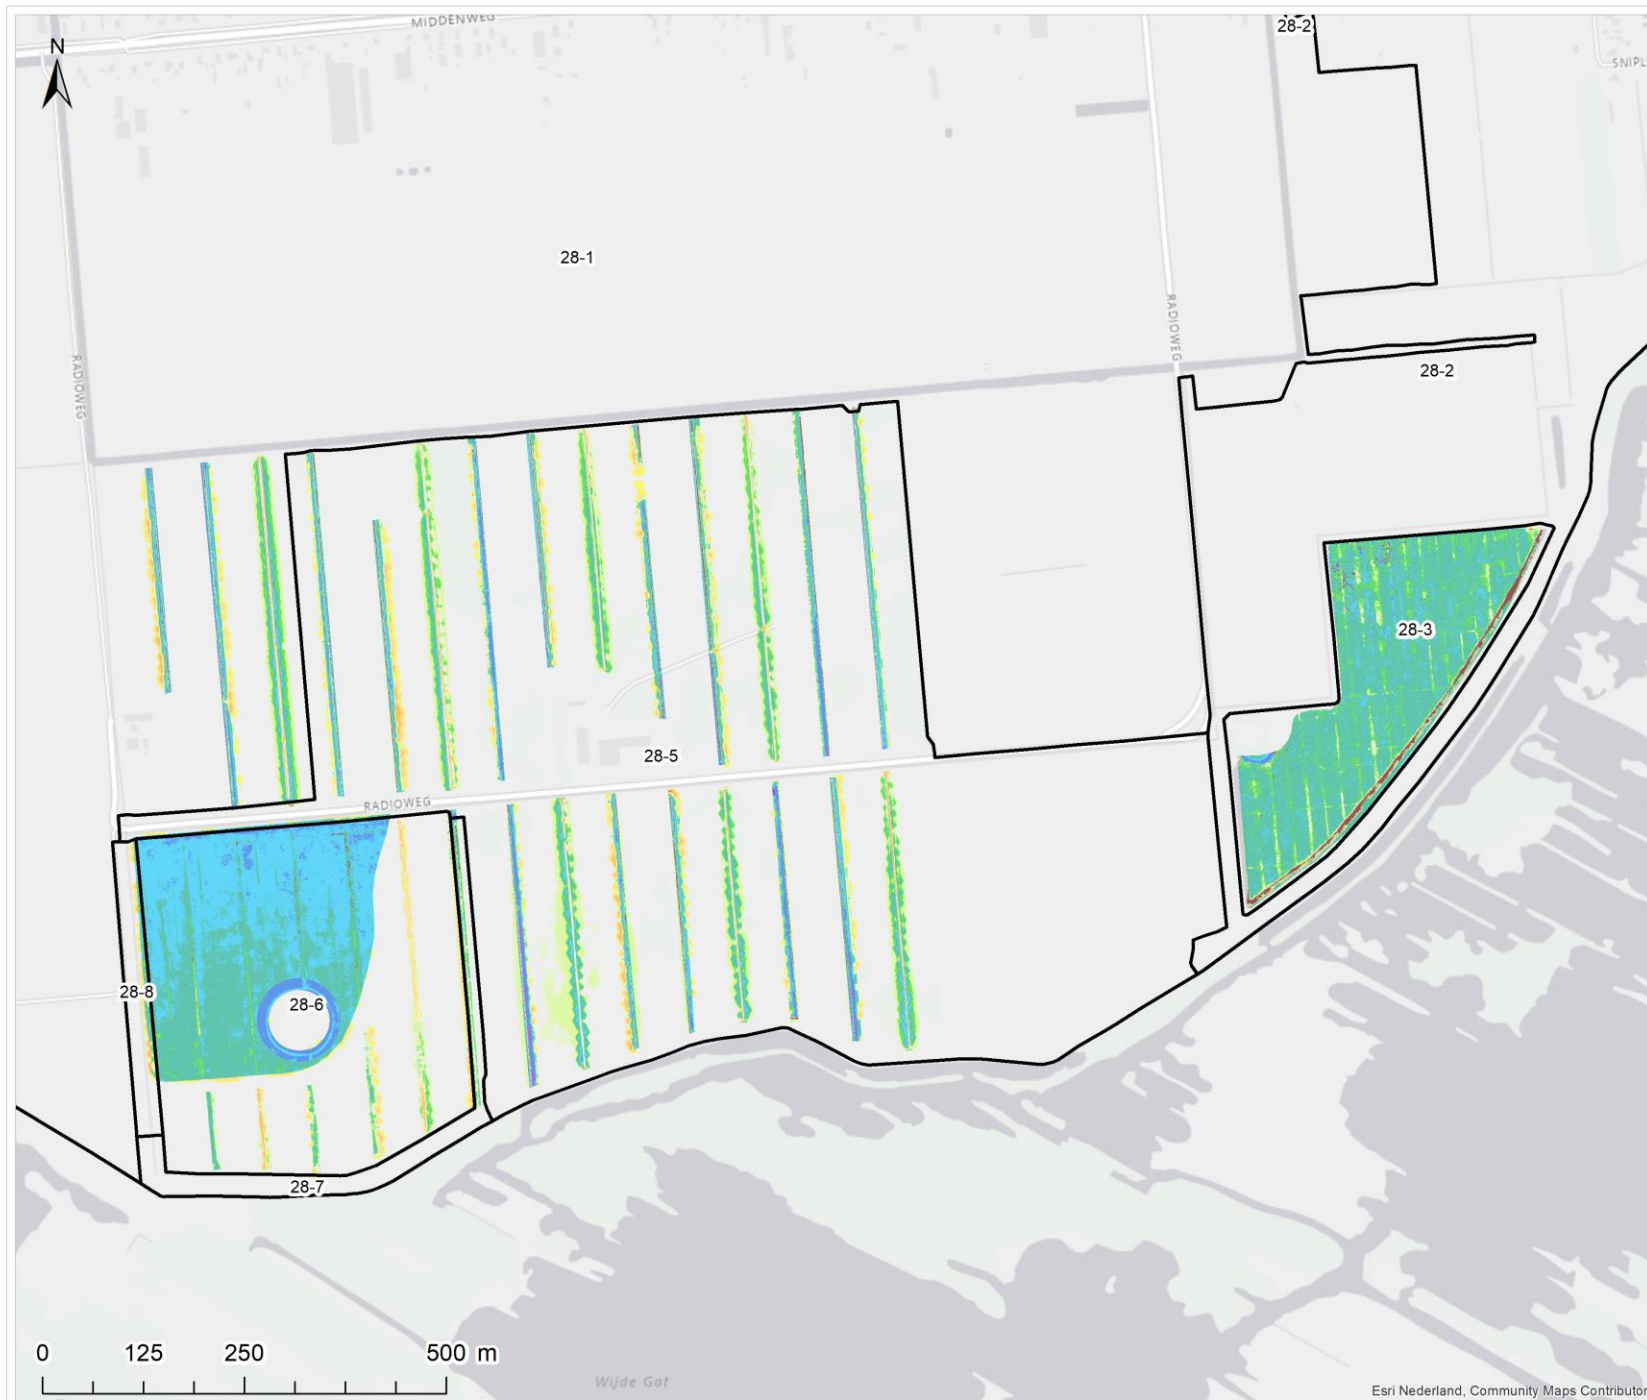 MIDDENWEG
28-2
N
SNIPL
28-1
RADIOWEG
RADIOWEG
28-2
28-3
28-5
RADIOWEG
28-8
28-6
28-7
0 125 250 500 m
Wijde Gat
Esri Nederland, Community Maps Contributor